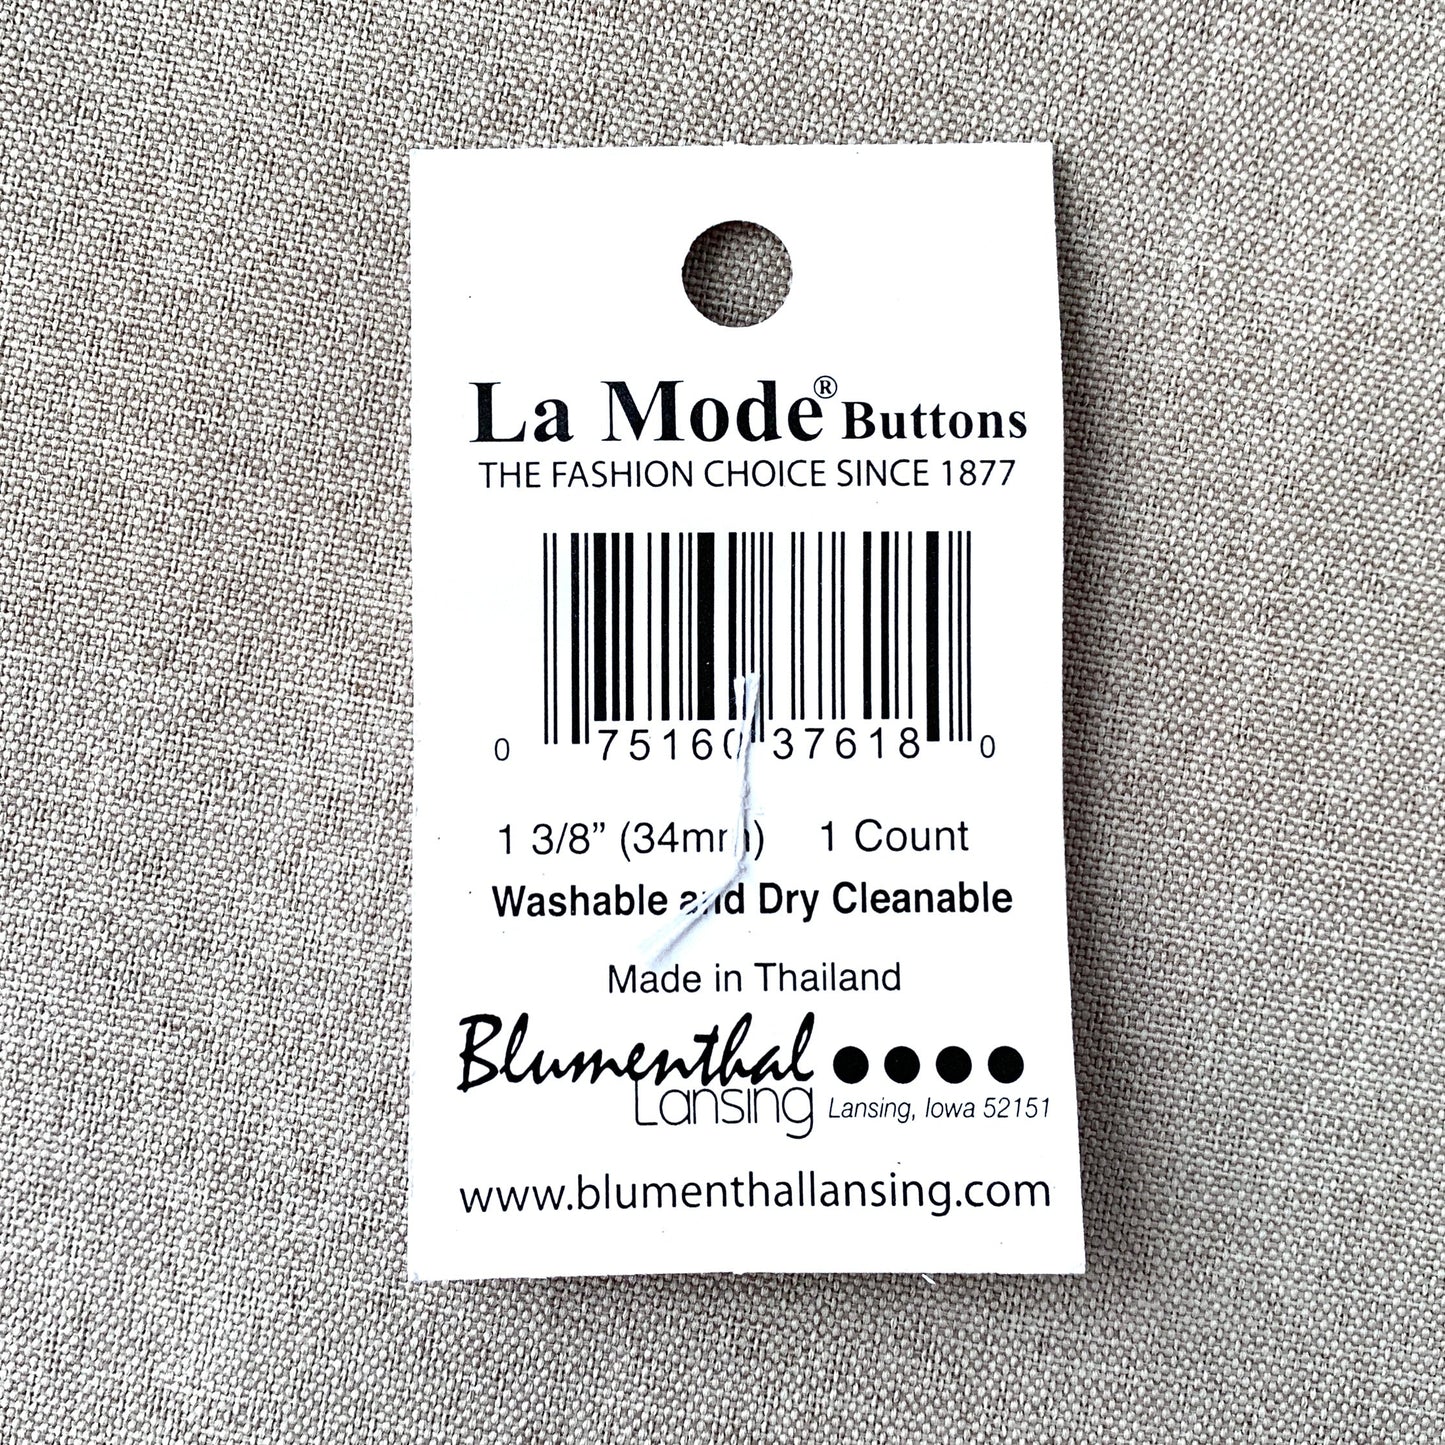 La Mode® Buttons
THE FASHION CHOICE SINCE 1877
0 75160 37618 0
1 3/8” (34mm) 1 Count
Washable and Dry Cleanable
Made in Thailand
Blumenthal
Lansing
Lansing, Iowa 52151
www.blumenthallansing.com